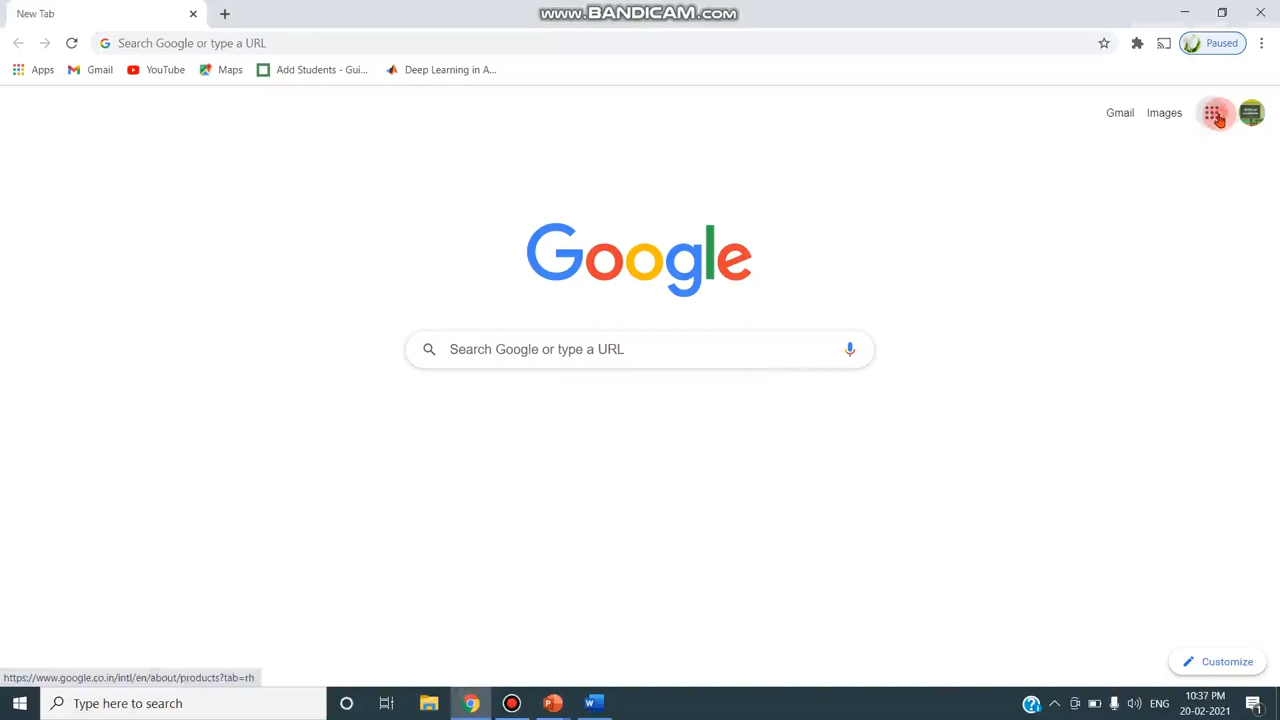 New Tab
www.BANDICAM.com
Search Google or type a URL
Paused
Apps
Gmail
YouTube
Maps
Add Students - Gui...
Deep Learning in A...
Gmail
Images
Google
Search Google or type a URL
Customize
https://www.google.co.in/intl/en/about/products?tab=rh
Type here to search
ENG
10:37 PM
20-02-2021